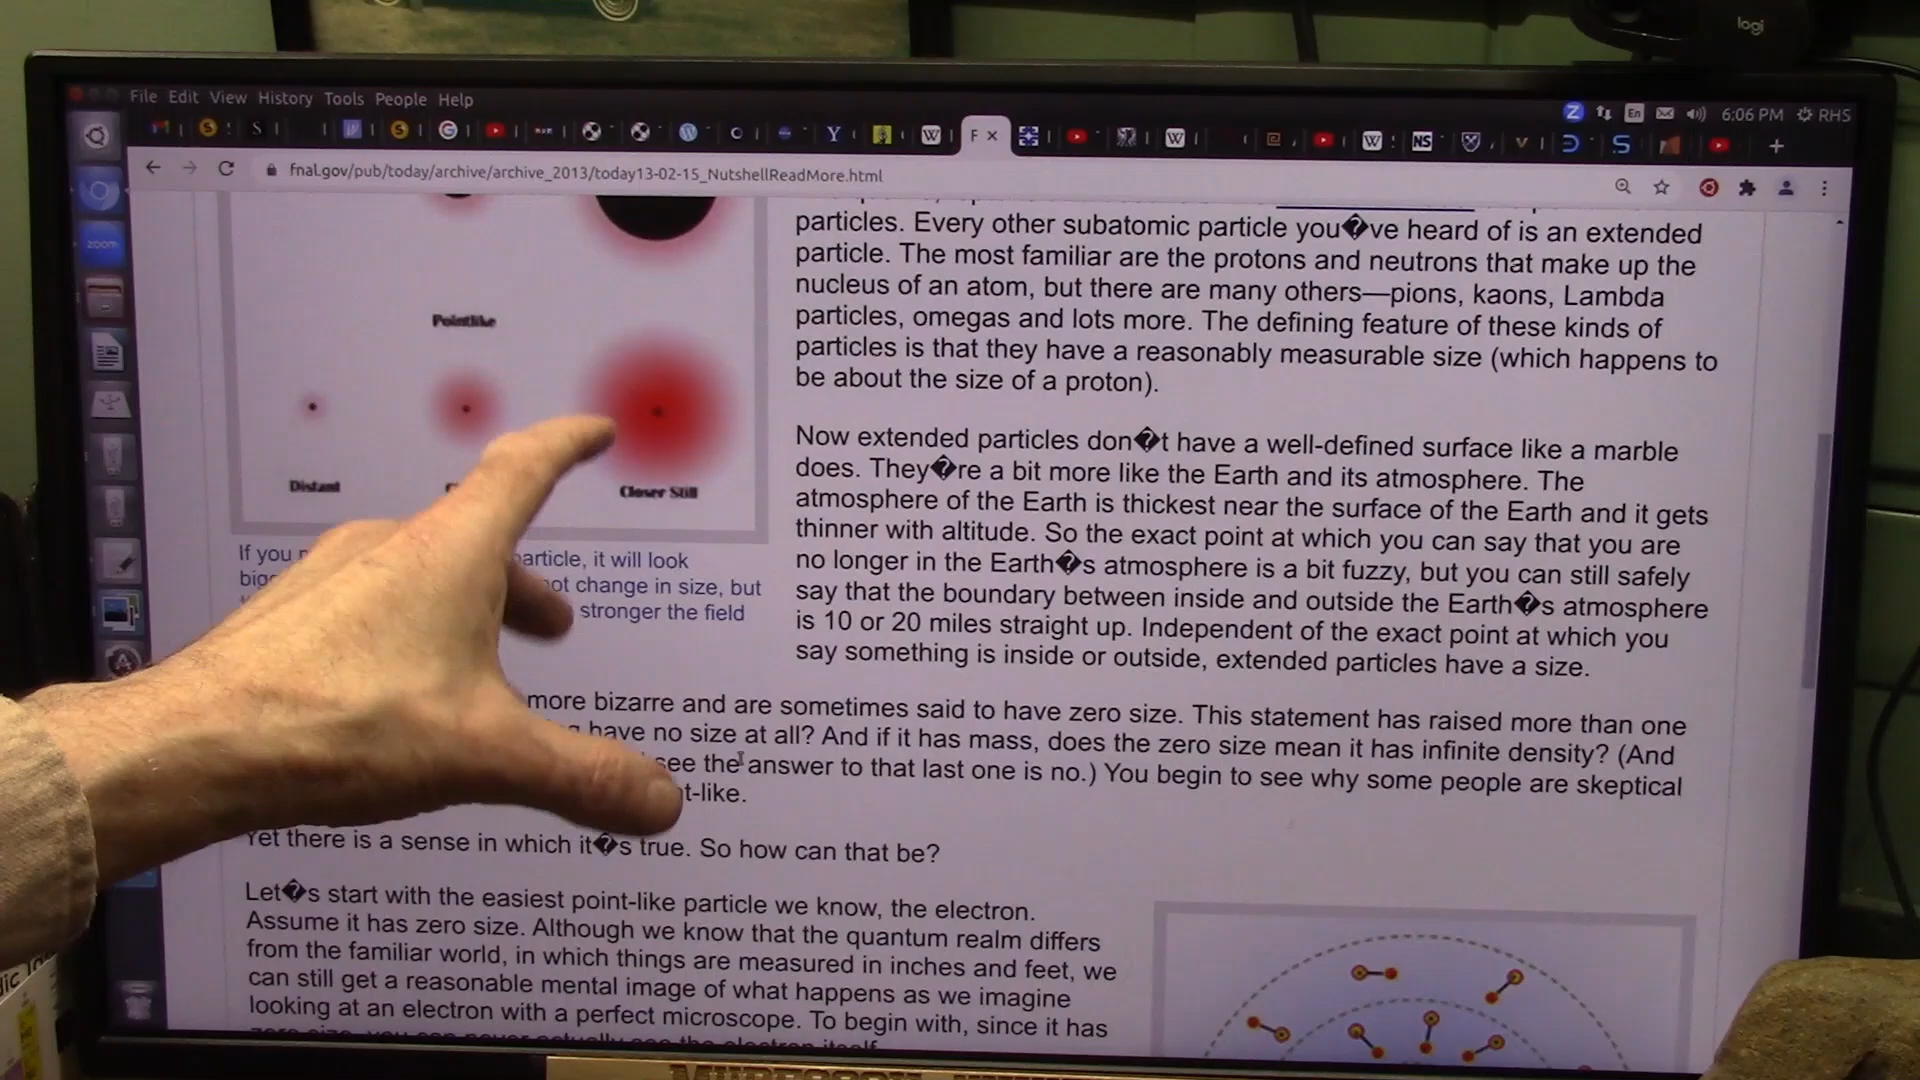 logi
File Edit View History Tools People Help
Z En 6:06 PM RHS
S S G Y W F × W W NS V S +
fnal.gov/pub/today/archive/archive_2013/today13-02-15_NutshellReadMore.html
zoom
Pointlike
Distant
Closer Still
If you particle, it will look
not change in size, but
stronger the field
particles. Every other subatomic particle you�ve heard of is an extended
particle. The most familiar are the protons and neutrons that make up the
nucleus of an atom, but there are many others—pions, kaons, Lambda
particles, omegas and lots more. The defining feature of these kinds of
particles is that they have a reasonably measurable size (which happens to
be about the size of a proton).
Now extended particles don�t have a well-defined surface like a marble
does. They�re a bit more like the Earth and its atmosphere. The
atmosphere of the Earth is thickest near the surface of the Earth and it gets
thinner with altitude. So the exact point at which you can say that you are
no longer in the Earth�s atmosphere is a bit fuzzy, but you can still safely
say that the boundary between inside and outside the Earth�s atmosphere
is 10 or 20 miles straight up. Independent of the exact point at which you
say something is inside or outside, extended particles have a size.
more bizarre and are sometimes said to have zero size. This statement has raised more than one
have no size at all? And if it has mass, does the zero size mean it has infinite density? (And
see the answer to that last one is no.) You begin to see why some people are skeptical
t-like.
Yet there is a sense in which it�s true. So how can that be?
Let�s start with the easiest point-like particle we know, the electron.
Assume it has zero size. Although we know that the quantum realm differs
from the familiar world, in which things are measured in inches and feet, we
can still get a reasonable mental image of what happens as we imagine
looking at an electron with a perfect microscope. To begin with, since it has
zero size, you can never actually see the electron itself